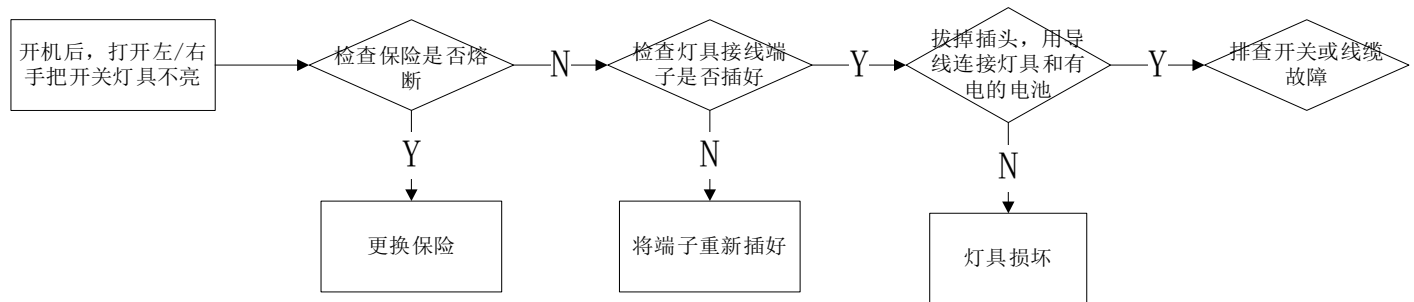 开机后，打开左/右
手把开关灯具不亮
检查保险是否熔
断
N
检查灯具接线端
子是否插好
Y
拔掉插头，用导
线连接灯具和有
电的电池
Y
排查开关或线缆
故障
Y
N
N
更换保险
将端子重新插好
灯具损坏